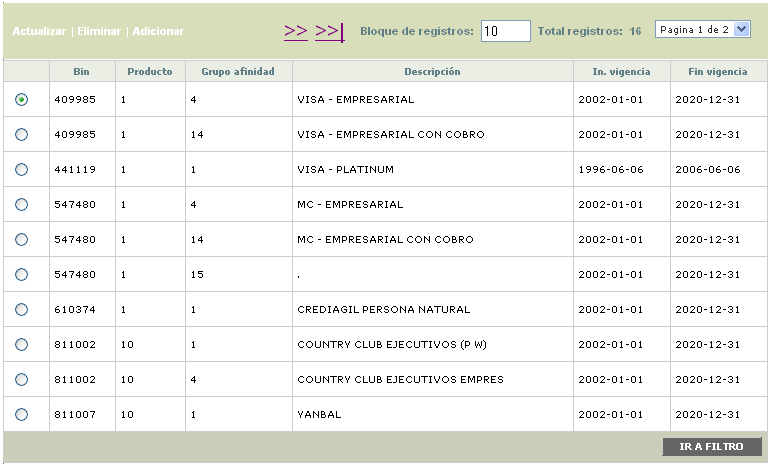 Actualizar | Eliminar | Adicionar >> >>| Bloque de registros: 10 Total registros: 16 Pagina 1 de 2
Bin Producto Grupo afinidad Descripción In. vigencia Fin vigencia
409985 1 4 VISA - EMPRESARIAL 2002-01-01 2020-12-31
409985 1 14 VISA - EMPRESARIAL CON COBRO 2002-01-01 2020-12-31
441119 1 1 VISA - PLATINUM 1996-06-06 2006-06-06
547480 1 4 MC - EMPRESARIAL 2002-01-01 2020-12-31
547480 1 14 MC - EMPRESARIAL CON COBRO 2002-01-01 2020-12-31
547480 1 15 . 2002-01-01 2020-12-31
610374 1 1 CREDIAGIL PERSONA NATURAL 2002-01-01 2020-12-31
811002 10 1 COUNTRY CLUB EJECUTIVOS (P W) 2002-01-01 2020-12-31
811002 10 4 COUNTRY CLUB EJECUTIVOS EMPRES 2002-01-01 2020-12-31
811007 10 1 YANBAL 2002-01-01 2020-12-31
IR A FILTRO